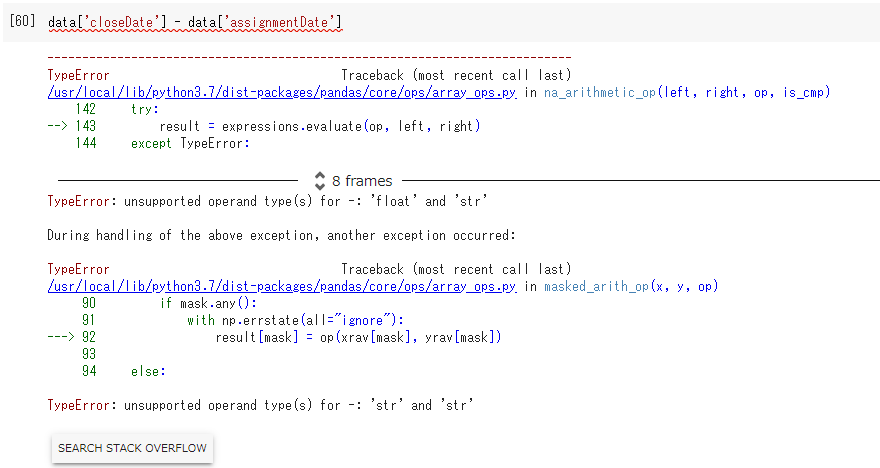 [60] data['closeDate'] - data['assignmentDate']
---------------------------------------------------------------------------
TypeError                                 Traceback (most recent call last)
/usr/local/lib/python3.7/dist-packages/pandas/core/ops/array_ops.py in na_arithmetic_op(left, right, op, is_cmp)
    142     try:
--> 143         result = expressions.evaluate(op, left, right)
    144     except TypeError:
8 frames
TypeError: unsupported operand type(s) for -: 'float' and 'str'
During handling of the above exception, another exception occurred:
TypeError                                 Traceback (most recent call last)
/usr/local/lib/python3.7/dist-packages/pandas/core/ops/array_ops.py in masked_arith_op(x, y, op)
     90         if mask.any():
     91             with np.errstate(all="ignore"):
---> 92                 result[mask] = op(xrav[mask], yrav[mask])
     93
     94     else:
TypeError: unsupported operand type(s) for -: 'str' and 'str'
SEARCH STACK OVERFLOW